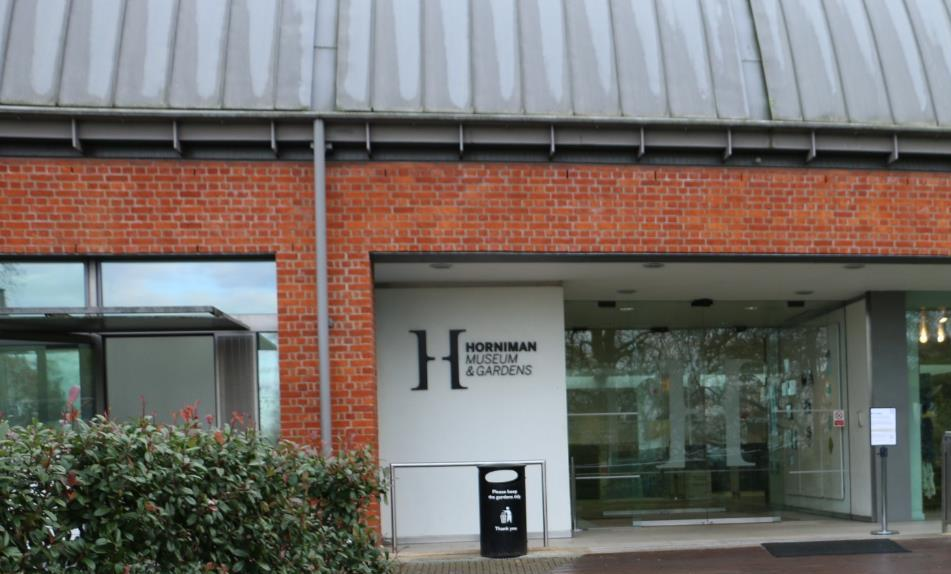 HORNIMAN
MUSEUM
& GARDENS
Please keep
the gardens tidy
Thank you